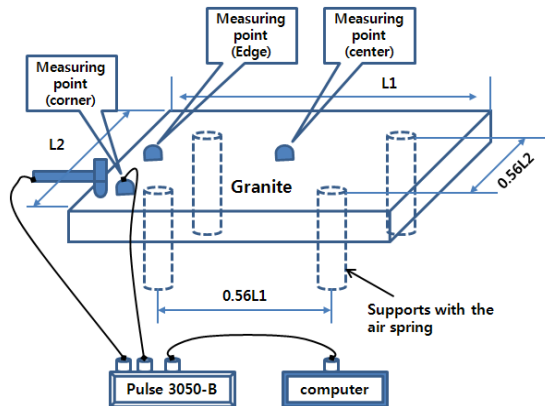 Measuring
point
(Edge)
Measuring
point
(center)
Measuring
point
(corner)
L1
L2
Granite
0.56L2
0.56L1
Supports with the
air spring
Pulse 3050-B
computer